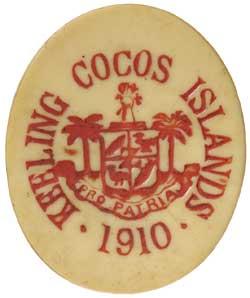 KEELING COCOS ISLANDS
PRO PATRIA
· 1910 ·